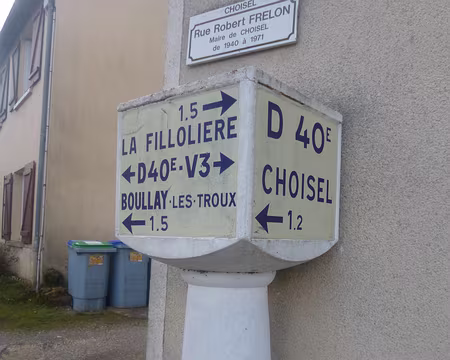 CHOISEL
Rue Robert FRELON
Maire de CHOISEL
de 1940 à 1971
1.5 →
LA FILLOLIERE
← D40E·V3 →
BOULLAY·LES·TROUX
← 1.5
D 40E
CHOISEL
← 1.2